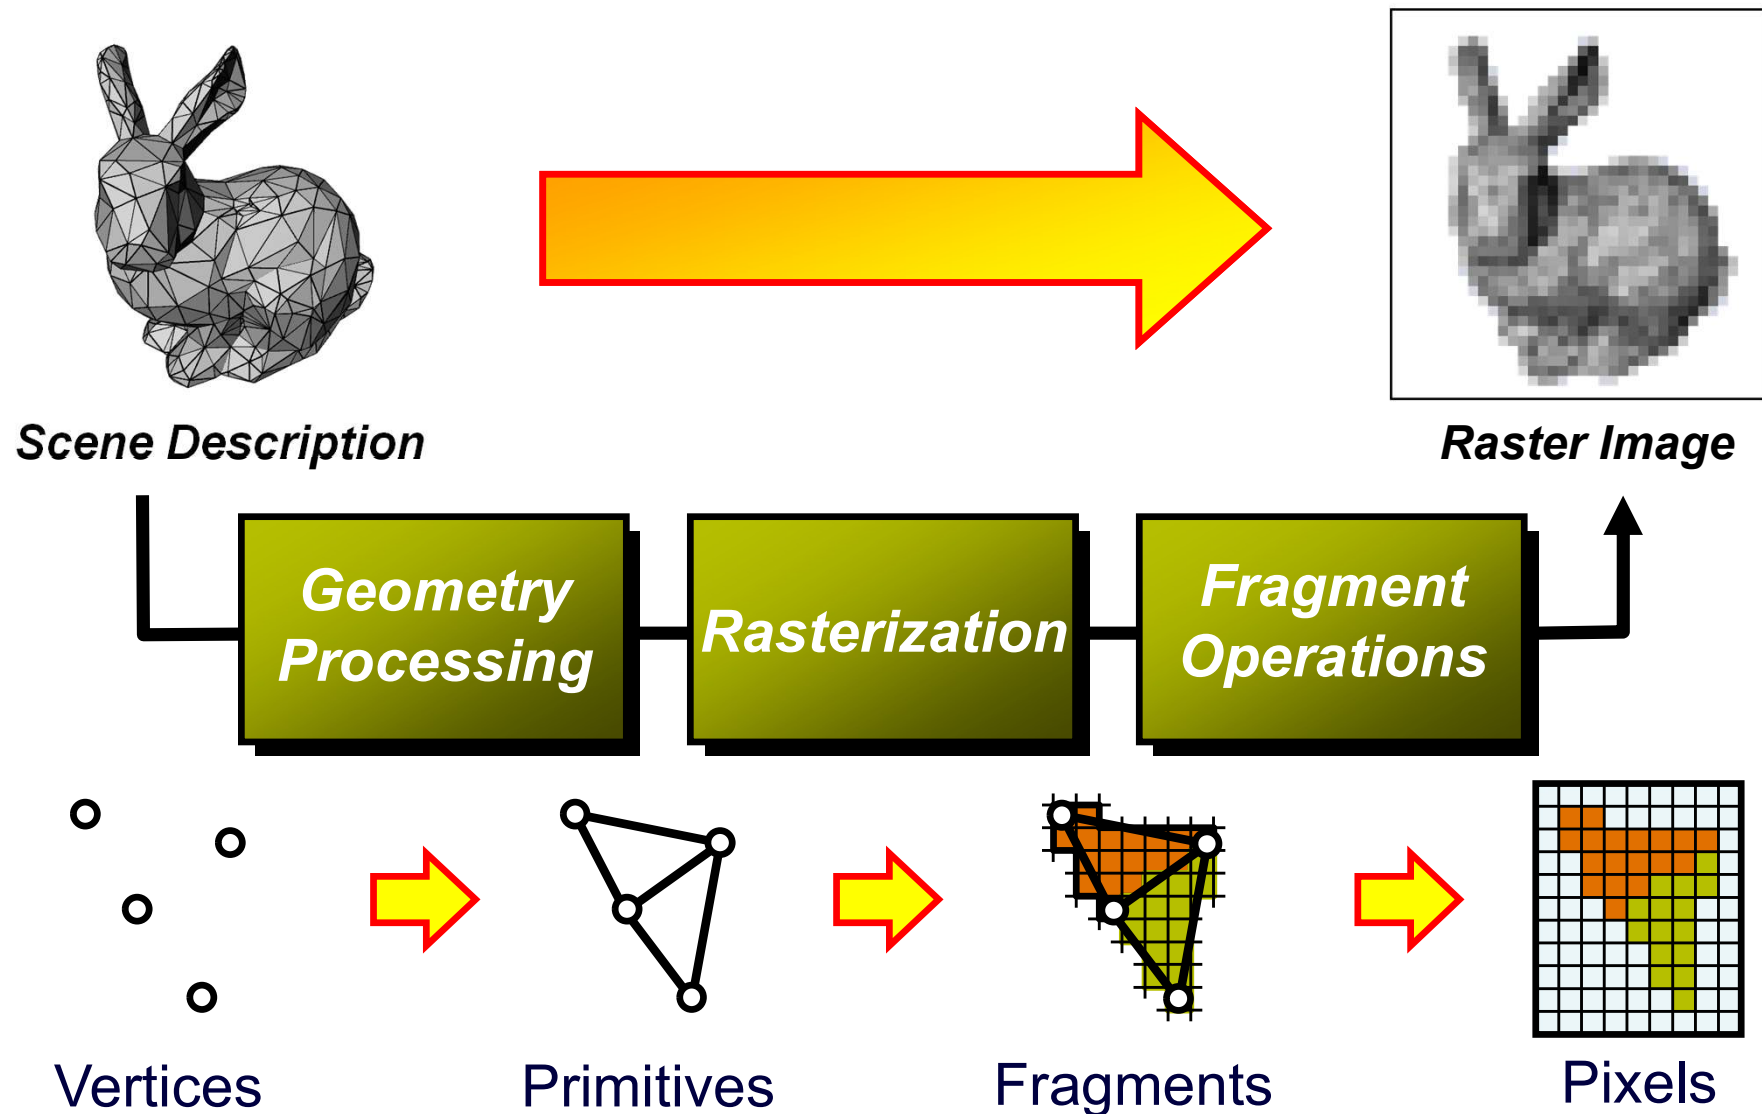 Scene Description
Raster Image
Geometry
Processing
Rasterization
Fragment
Operations
Vertices
Primitives
Fragments
Pixels